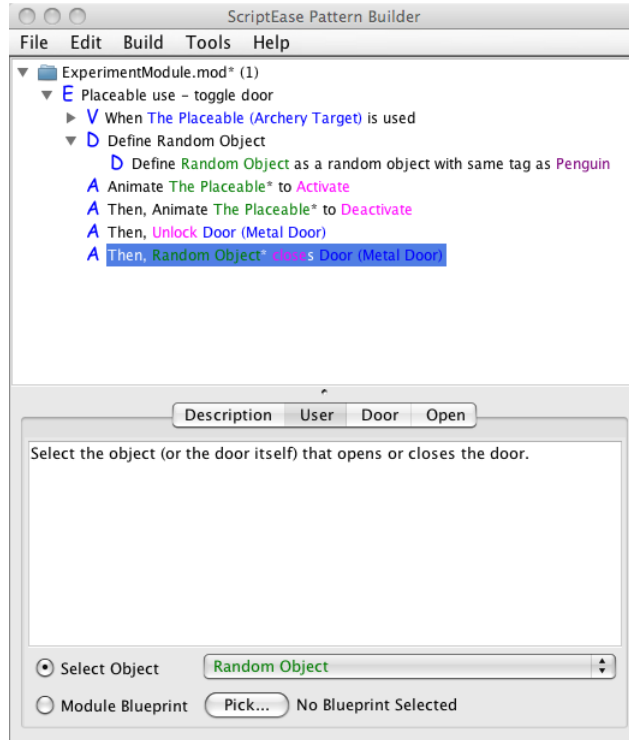 ScriptEase Pattern Builder
File Edit Build Tools Help
ExperimentModule.mod* (1)
E Placeable use – toggle door
V When The Placeable (Archery Target) is used
D Define Random Object
D Define Random Object as a random object with same tag as Penguin
A Animate The Placeable* to Activate
A Then, Animate The Placeable* to Deactivate
A Then, Unlock Door (Metal Door)
A Then, Random Object* closes Door (Metal Door)
Description User Door Open
Select the object (or the door itself) that opens or closes the door.
Select Object Random Object
Module Blueprint Pick... No Blueprint Selected